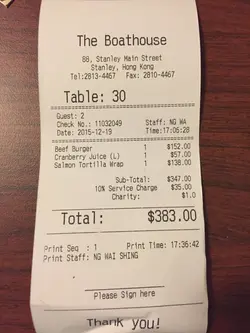 The Boathouse
88, Stanley Main Street
Stanley, Hong Kong
Tel:2813-4467 Fax: 2810-4467
Table: 30
Guest: 2
Check No.: 11032049 Staff: NG WA
Date: 2015-12-19 Time:17:05:28
Beef Burger 1 $152.00
Cranberry Juice (L) 1 $57.00
Salmon Tortilla Wrap 1 $138.00
Sub-Total: $347.00
10% Service Charge $35.00
Charity: $1.0
Total: $383.00
Print Seq : 1 Print Time: 17:36:42
Print Staff: NG WAI SHING
Please Sign here
Thank you!